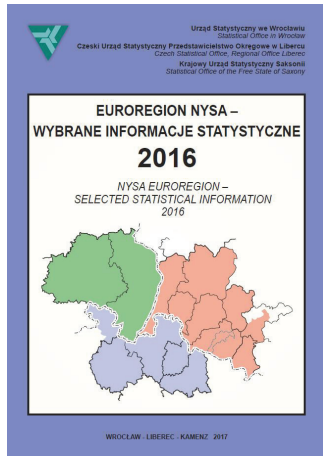 Urząd Statystyczny we Wrocławiu
Statistical Office in Wrocław
Czeski Urząd Statystyczny Przedstawicielstwo Okręgowe w Libercu
Czech Statistical Office, Regional Office Liberec
Krajowy Urząd Statystyczny Saksonii
Statistical Office of the Free State of Saxony
EUROREGION NYSA –
WYBRANE INFORMACJE STATYSTYCZNE
2016
NYSA EUROREGION –
SELECTED STATISTICAL INFORMATION
2016
WROCŁAW - LIBEREC - KAMENZ 2017